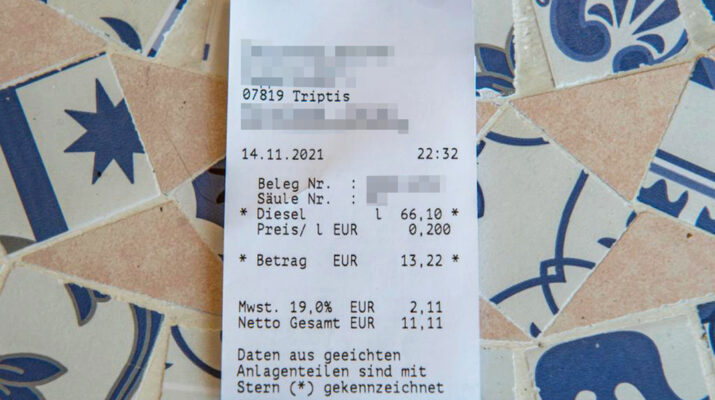 07819 Triptis
14.11.2021 22:32
Beleg Nr. :
Säule Nr. :
* Diesel l 66,10 *
Preis/ l EUR 0,200
* Betrag EUR 13,22 *
Mwst. 19,0% EUR 2,11
Netto Gesamt EUR 11,11
Daten aus geeichten
Anlagenteilen sind mit
Stern (*) gekennzeichnet